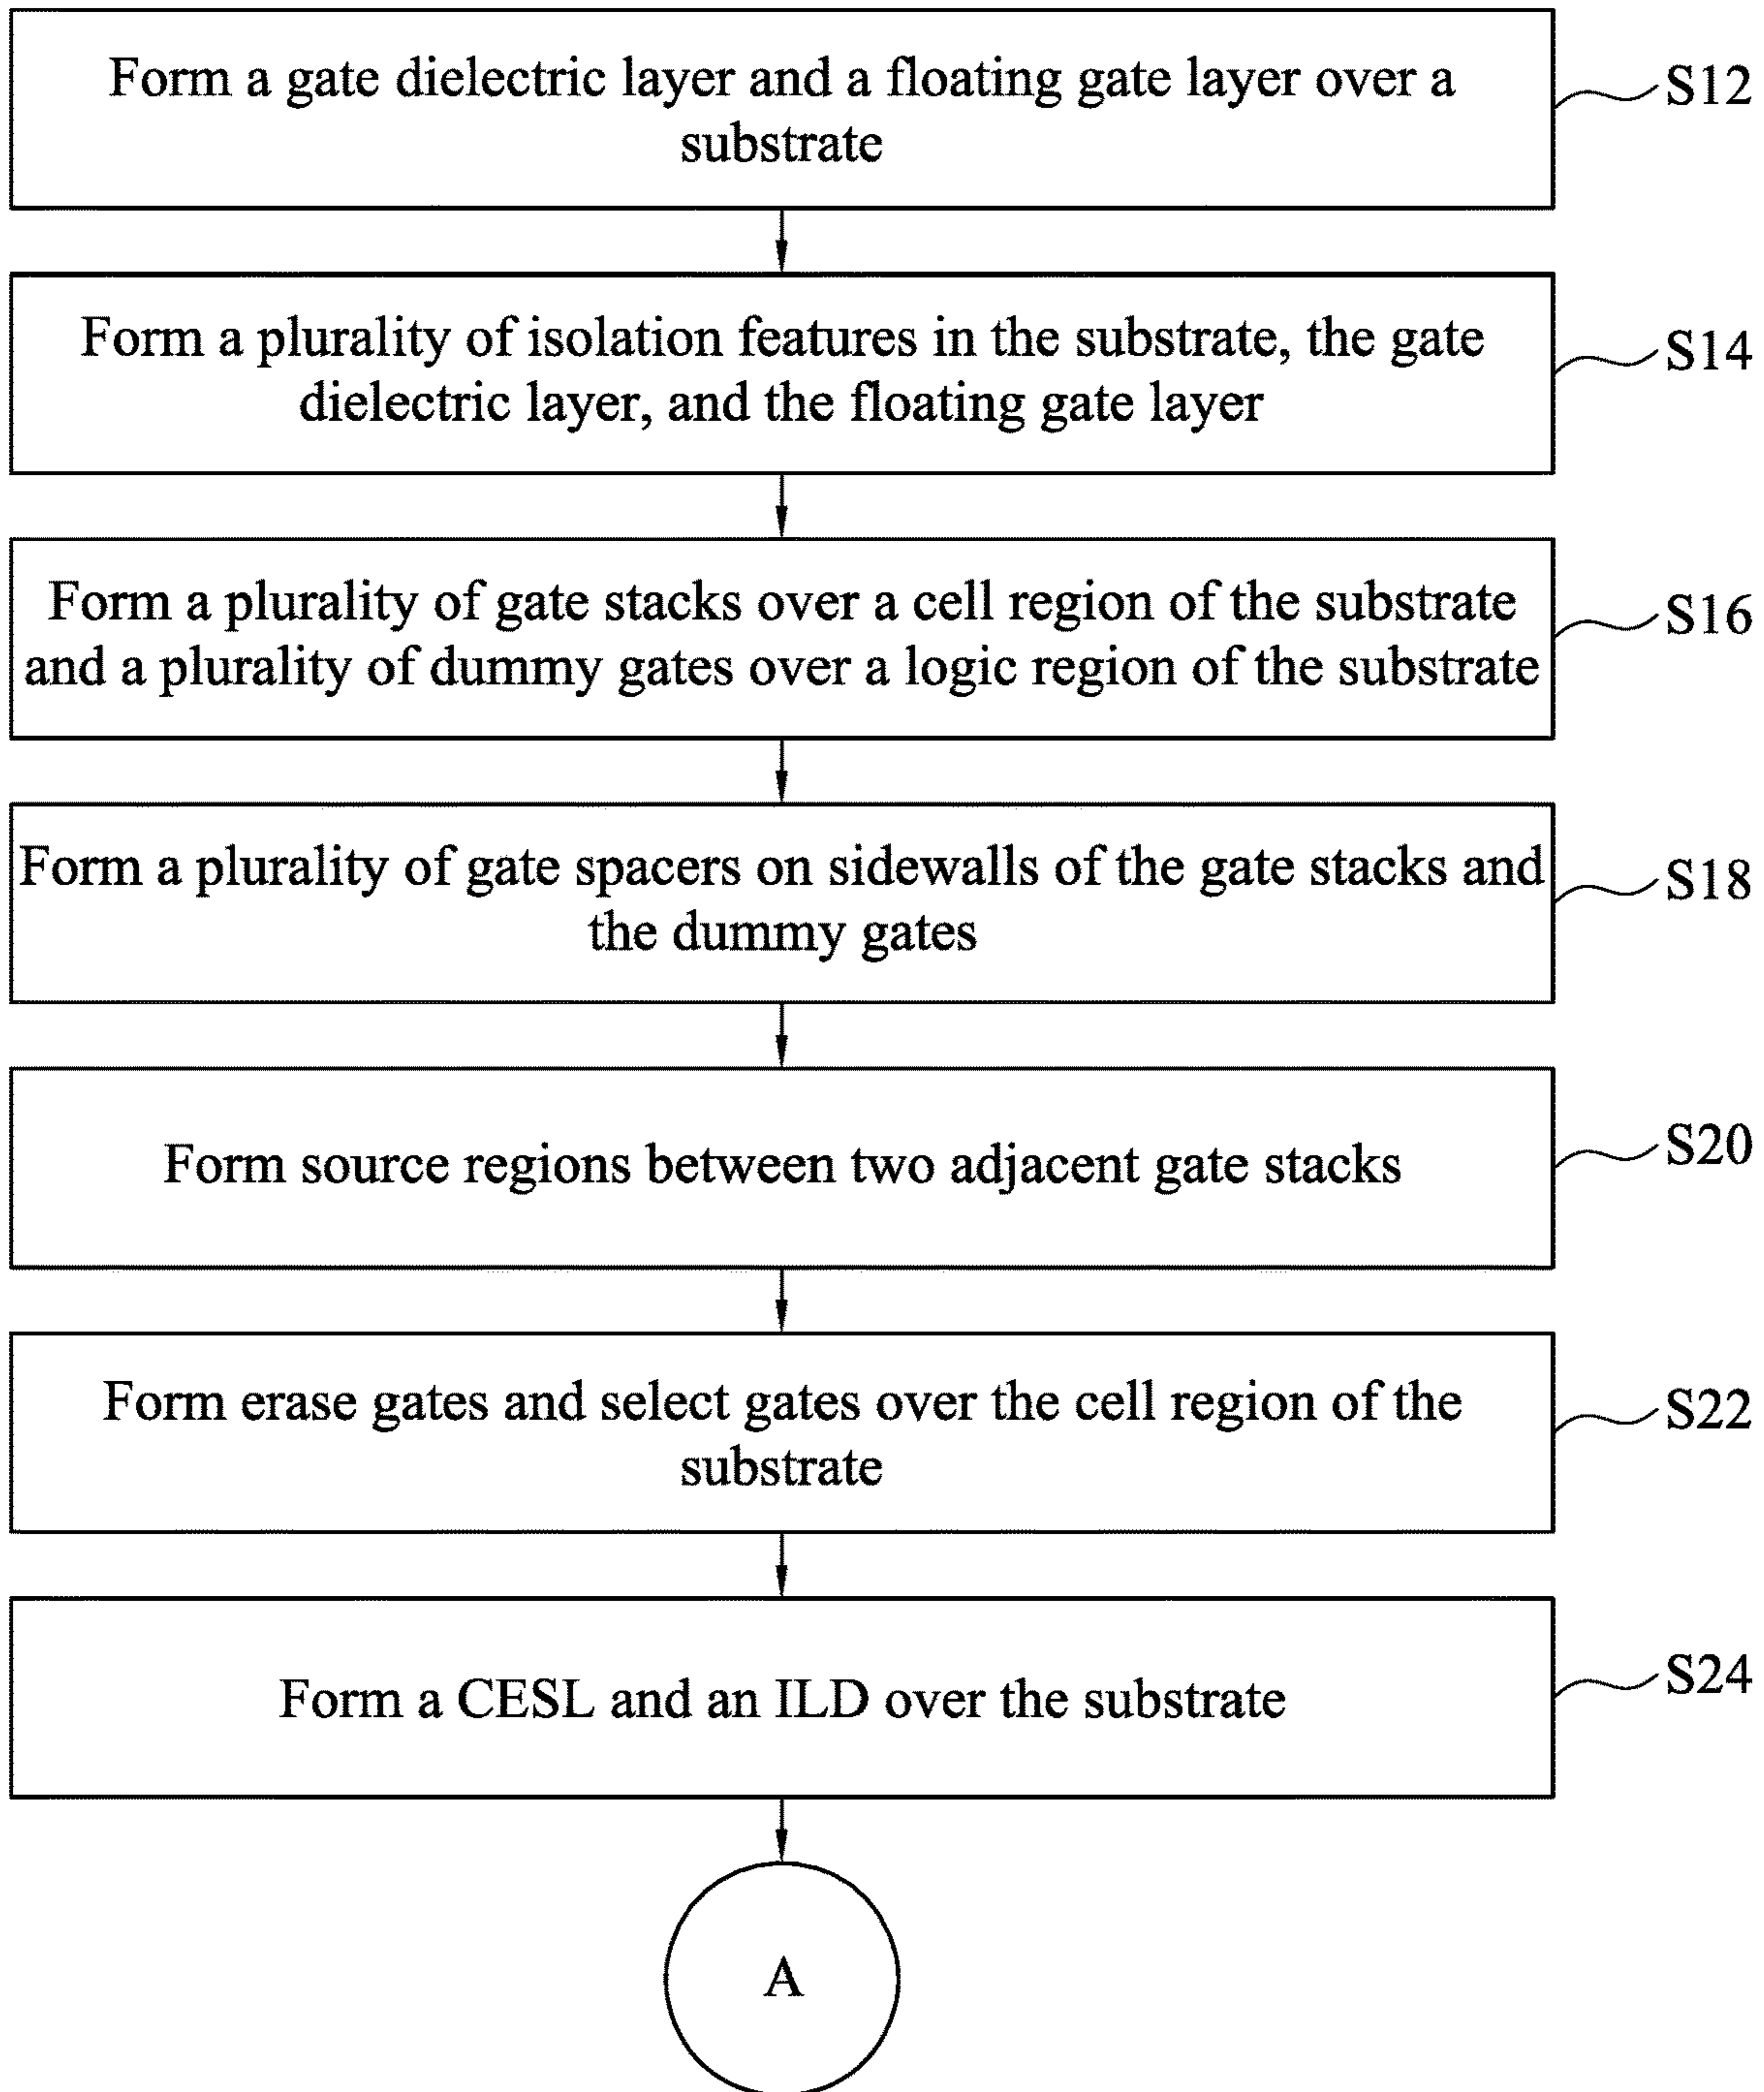 Form a gate dielectric layer and a floating gate layer over a
substrate
S12
Form a plurality of isolation features in the substrate, the gate
dielectric layer, and the floating gate layer
S14
Form a plurality of gate stacks over a cell region of the substrate
and a plurality of dummy gates over a logic region of the substrate
S16
Form a plurality of gate spacers on sidewalls of the gate stacks and
the dummy gates
S18
Form source regions between two adjacent gate stacks
S20
Form erase gates and select gates over the cell region of the
substrate
S22
Form a CESL and an ILD over the substrate
S24
A